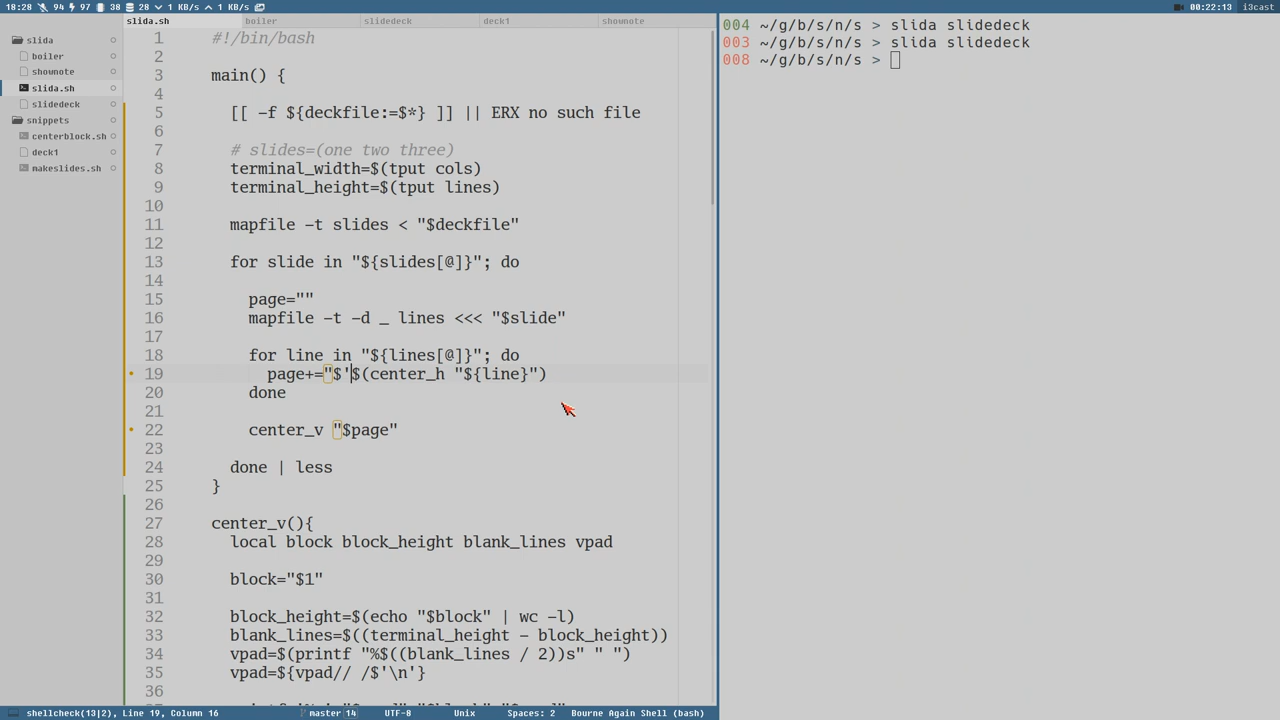 18:28 94 97 38 28 1 KB/s 1 KB/s
00:22:13 i3cast
slida
boiler
shownote
slida.sh
slidedeck
snippets
centerblock.sh
deck1
makeslides.sh
slida.sh boiler slidedeck deck1 shownote
1 #!/bin/bash
2
3 main() {
4
5 [[ -f ${deckfile:=$*} ]] || ERX no such file
6
7 # slides=(one two three)
8 terminal_width=$(tput cols)
9 terminal_height=$(tput lines)
10
11 mapfile -t slides < "$deckfile"
12
13 for slide in "${slides[@]}"; do
14
15 page=""
16 mapfile -t -d _ lines <<< "$slide"
17
18 for line in "${lines[@]}"; do
19 page+="$'$(center_h "${line}")
20 done
21
22 center_v "$page"
23
24 done | less
25 }
26
27 center_v(){
28 local block block_height blank_lines vpad
29
30 block="$1"
31
32 block_height=$(echo "$block" | wc -l)
33 blank_lines=$((terminal_height - block_height))
34 vpad=$(printf "%$((blank_lines / 2))s" " ")
35 vpad=${vpad// /$'\n'}
36
004 ~/g/b/s/n/s > slida slidedeck
003 ~/g/b/s/n/s > slida slidedeck
008 ~/g/b/s/n/s >
shellcheck(13|2), Line 19, Column 16 master 14 UTF-8 Unix Spaces: 2 Bourne Again Shell (bash)